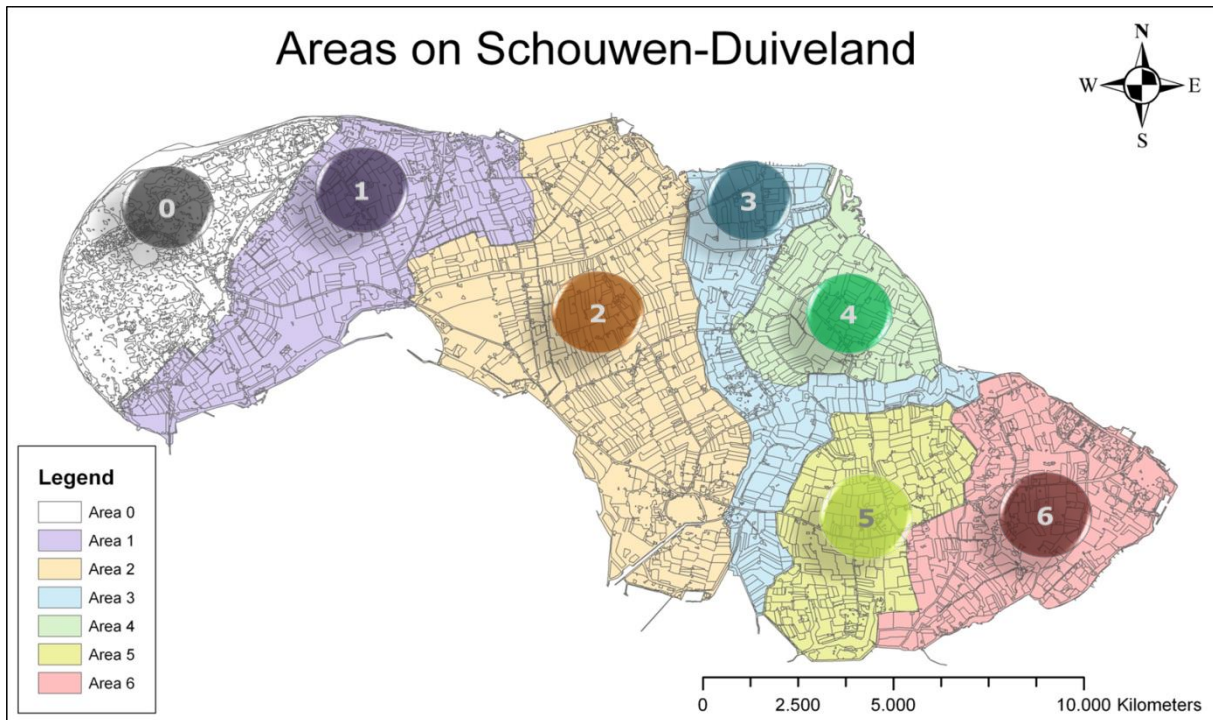 Areas on Schouwen-Duiveland
N
W E
S
0
1
2
3
4
5
6
Legend
Area 0
Area 1
Area 2
Area 3
Area 4
Area 5
Area 6
0 2.500 5.000 10.000 Kilometers